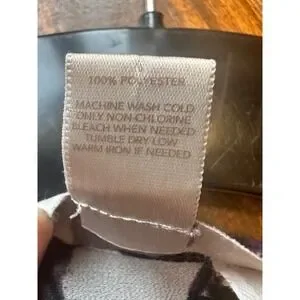 100% POLYESTER
MACHINE WASH COLD
ONLY NON-CHLORINE
BLEACH WHEN NEEDED
TUMBLE DRY LOW
WARM IRON IF NEEDED